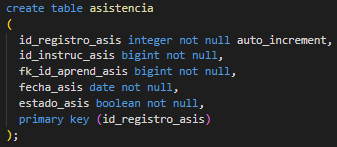 create table asistencia
(
id_registro_asis integer not null auto_increment,
id_instruc_asis bigint not null,
fk_id_aprend_asis bigint not null,
fecha_asis date not null,
estado_asis boolean not null,
primary key (id_registro_asis)
);